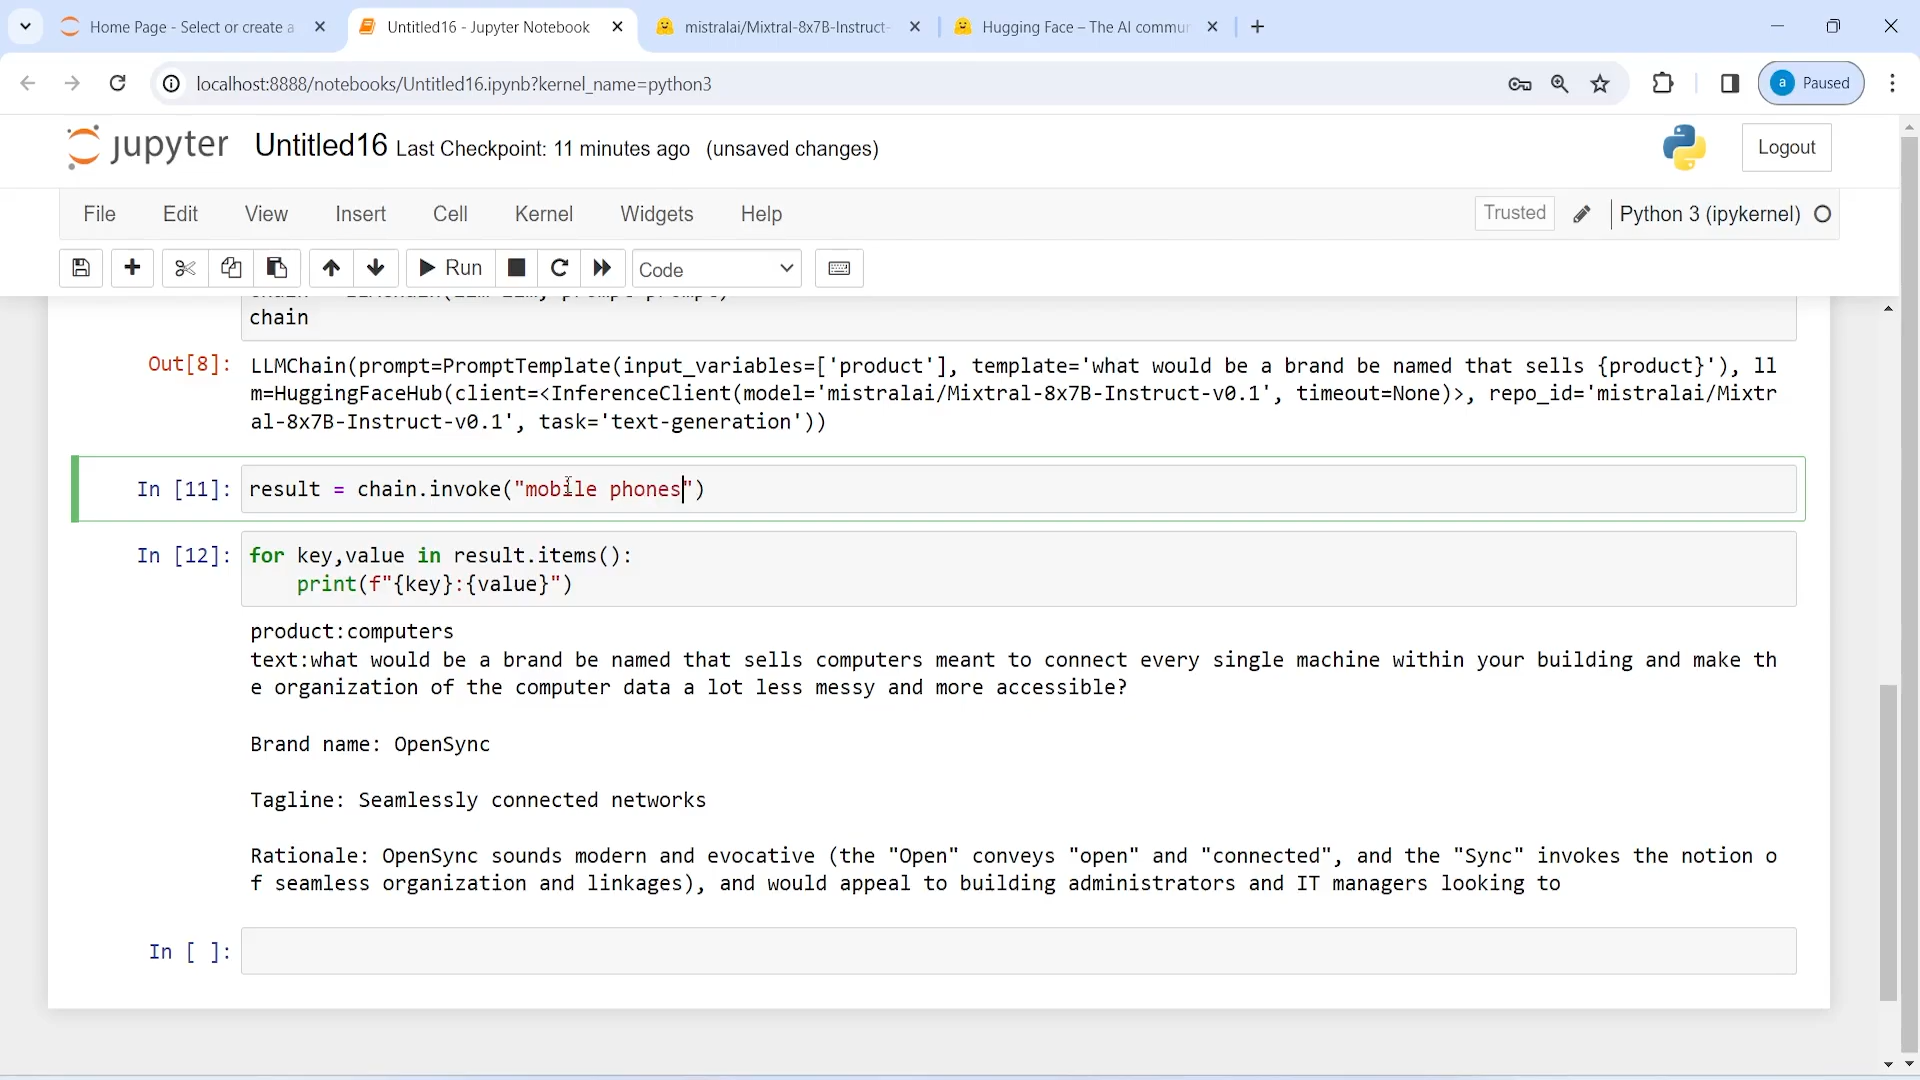 Home Page - Select or create a
Untitled16 - Jupyter Notebook
mistralai/Mixtral-8x7B-Instruct-
Hugging Face – The AI commun
localhost:8888/notebooks/Untitled16.ipynb?kernel_name=python3
a Paused
jupyter Untitled16 Last Checkpoint: 11 minutes ago (unsaved changes)
Logout
File Edit View Insert Cell Kernel Widgets Help
Trusted
Python 3 (ipykernel)
Run
Code
chain
Out[8]: LLMChain(prompt=PromptTemplate(input_variables=['product'], template='what would be a brand be named that sells {product}'), ll
m=HuggingFaceHub(client=<InferenceClient(model='mistralai/Mixtral-8x7B-Instruct-v0.1', timeout=None)>, repo_id='mistralai/Mixtr
al-8x7B-Instruct-v0.1', task='text-generation'))
In [11]: result = chain.invoke("mobile phones")
In [12]: for key,value in result.items():
print(f"{key}:{value}")
product:computers
text:what would be a brand be named that sells computers meant to connect every single machine within your building and make th
e organization of the computer data a lot less messy and more accessible?
Brand name: OpenSync
Tagline: Seamlessly connected networks
Rationale: OpenSync sounds modern and evocative (the "Open" conveys "open" and "connected", and the "Sync" invokes the notion o
f seamless organization and linkages), and would appeal to building administrators and IT managers looking to
In [ ]: